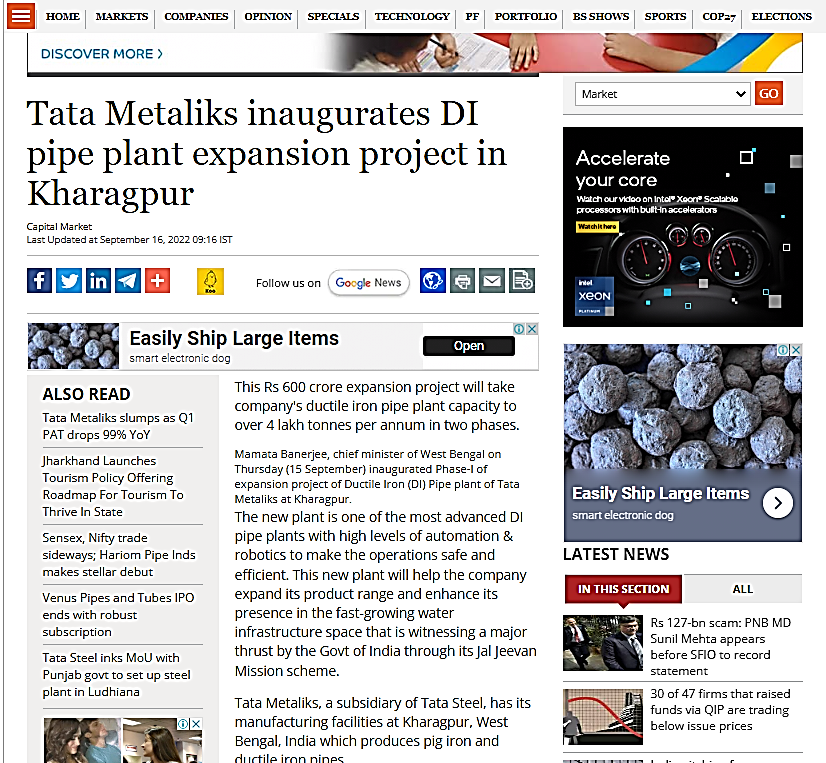 HOME MARKETS COMPANIES OPINION SPECIALS TECHNOLOGY PF PORTFOLIO BS SHOWS SPORTS COP27 ELECTIONS
DISCOVER MORE >
Tata Metaliks inaugurates DI
pipe plant expansion project in
Kharagpur
Capital Market
Last Updated at September 16, 2022 09:16 IST
Koo
Follow us on
Google News
Easily Ship Large Items
smart electronic dog
Open
ALSO READ
Tata Metaliks slumps as Q1
PAT drops 99% YoY
Jharkhand Launches
Tourism Policy Offering
Roadmap For Tourism To
Thrive In State
Sensex, Nifty trade
sideways; Hariom Pipe Inds
makes stellar debut
Venus Pipes and Tubes IPO
ends with robust
subscription
Tata Steel inks MoU with
Punjab govt to set up steel
plant in Ludhiana
This Rs 600 crore expansion project will take
company's ductile iron pipe plant capacity to
over 4 lakh tonnes per annum in two phases.
Mamata Banerjee, chief minister of West Bengal on
Thursday (15 September) inaugurated Phase-I of
expansion project of Ductile Iron (DI) Pipe plant of Tata
Metaliks at Kharagpur.
The new plant is one of the most advanced DI
pipe plants with high levels of automation &
robotics to make the operations safe and
efficient. This new plant will help the company
expand its product range and enhance its
presence in the fast-growing water
infrastructure space that is witnessing a major
thrust by the Govt of India through its Jal Jeevan
Mission scheme.
Tata Metaliks, a subsidiary of Tata Steel, has its
manufacturing facilities at Kharagpur, West
Bengal, India which produces pig iron and
ductile iron pipes.
Market
GO
Accelerate
your core
Watch our video on Intel® Xeon® Scalable
processors with built-in accelerators
Watch it here
intel
XEON
PLATINUM
Easily Ship Large Items
smart electronic dog
LATEST NEWS
IN THIS SECTION
ALL
Rs 127-bn scam: PNB MD
Sunil Mehta appears
before SFIO to record
statement
30 of 47 firms that raised
funds via QIP are trading
below issue prices